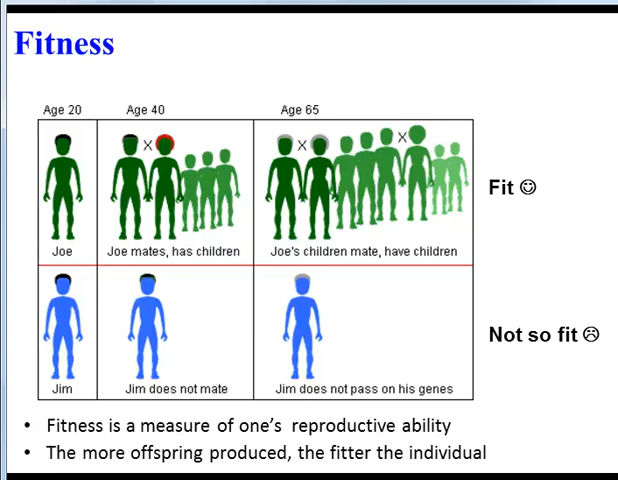 Fitness
Age 20 Age 40 Age 65
X X X
Joe Joe mates, has children Joe's children mate, have children
Fit ☺
Jim Jim does not mate Jim does not pass on his genes
Not so fit ☹
• Fitness is a measure of one's reproductive ability
• The more offspring produced, the fitter the individual